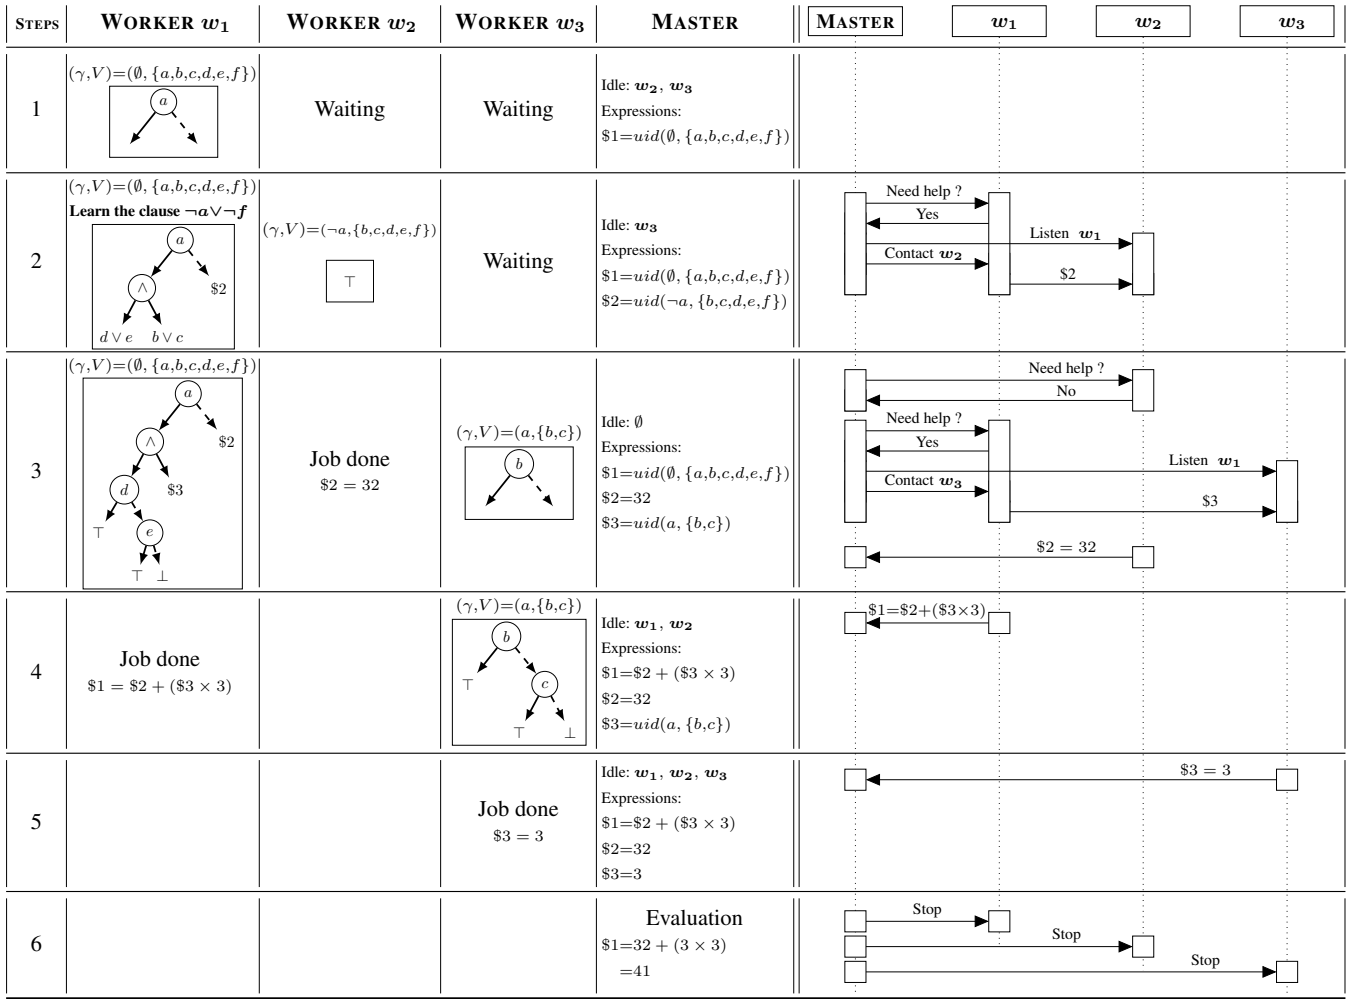 STEPS WORKER w₁ WORKER w₂ WORKER w₃ MASTER MASTER w₁ w₂ w₃
1
(γ,V)=(∅, {a,b,c,d,e,f})
a
Waiting
Waiting
Idle: w₂, w₃
Expressions:
$1=uid(∅, {a,b,c,d,e,f})
2
(γ,V)=(∅, {a,b,c,d,e,f})
Learn the clause ¬a∨¬f
a
∧ $2
d ∨ e b ∨ c
(γ,V)=(¬a,{b,c,d,e,f})
⊤
Waiting
Idle: w₃
Expressions:
$1=uid(∅, {a,b,c,d,e,f})
$2=uid(¬a, {b,c,d,e,f})
Need help ?
Yes
Listen w₁
Contact w₂
$2
3
(γ,V)=(∅, {a,b,c,d,e,f})
a
∧ $2
d $3
⊤ e
⊤ ⊥
Job done
$2 = 32
(γ,V)=(a,{b,c})
b
Idle: ∅
Expressions:
$1=uid(∅, {a,b,c,d,e,f})
$2=32
$3=uid(a, {b,c})
Need help ?
No
Need help ?
Yes
Listen w₁
Contact w₃
$3
$2 = 32
4
Job done
$1 = $2 + ($3 × 3)
(γ,V)=(a,{b,c})
b
⊤ c
⊤ ⊥
Idle: w₁, w₂
Expressions:
$1=$2 + ($3 × 3)
$2=32
$3=uid(a, {b,c})
$1=$2+($3×3)
5
Job done
$3 = 3
Idle: w₁, w₂, w₃
Expressions:
$1=$2 + ($3 × 3)
$2=32
$3=3
$3 = 3
6
Evaluation
$1=32 + (3 × 3)
=41
Stop
Stop
Stop